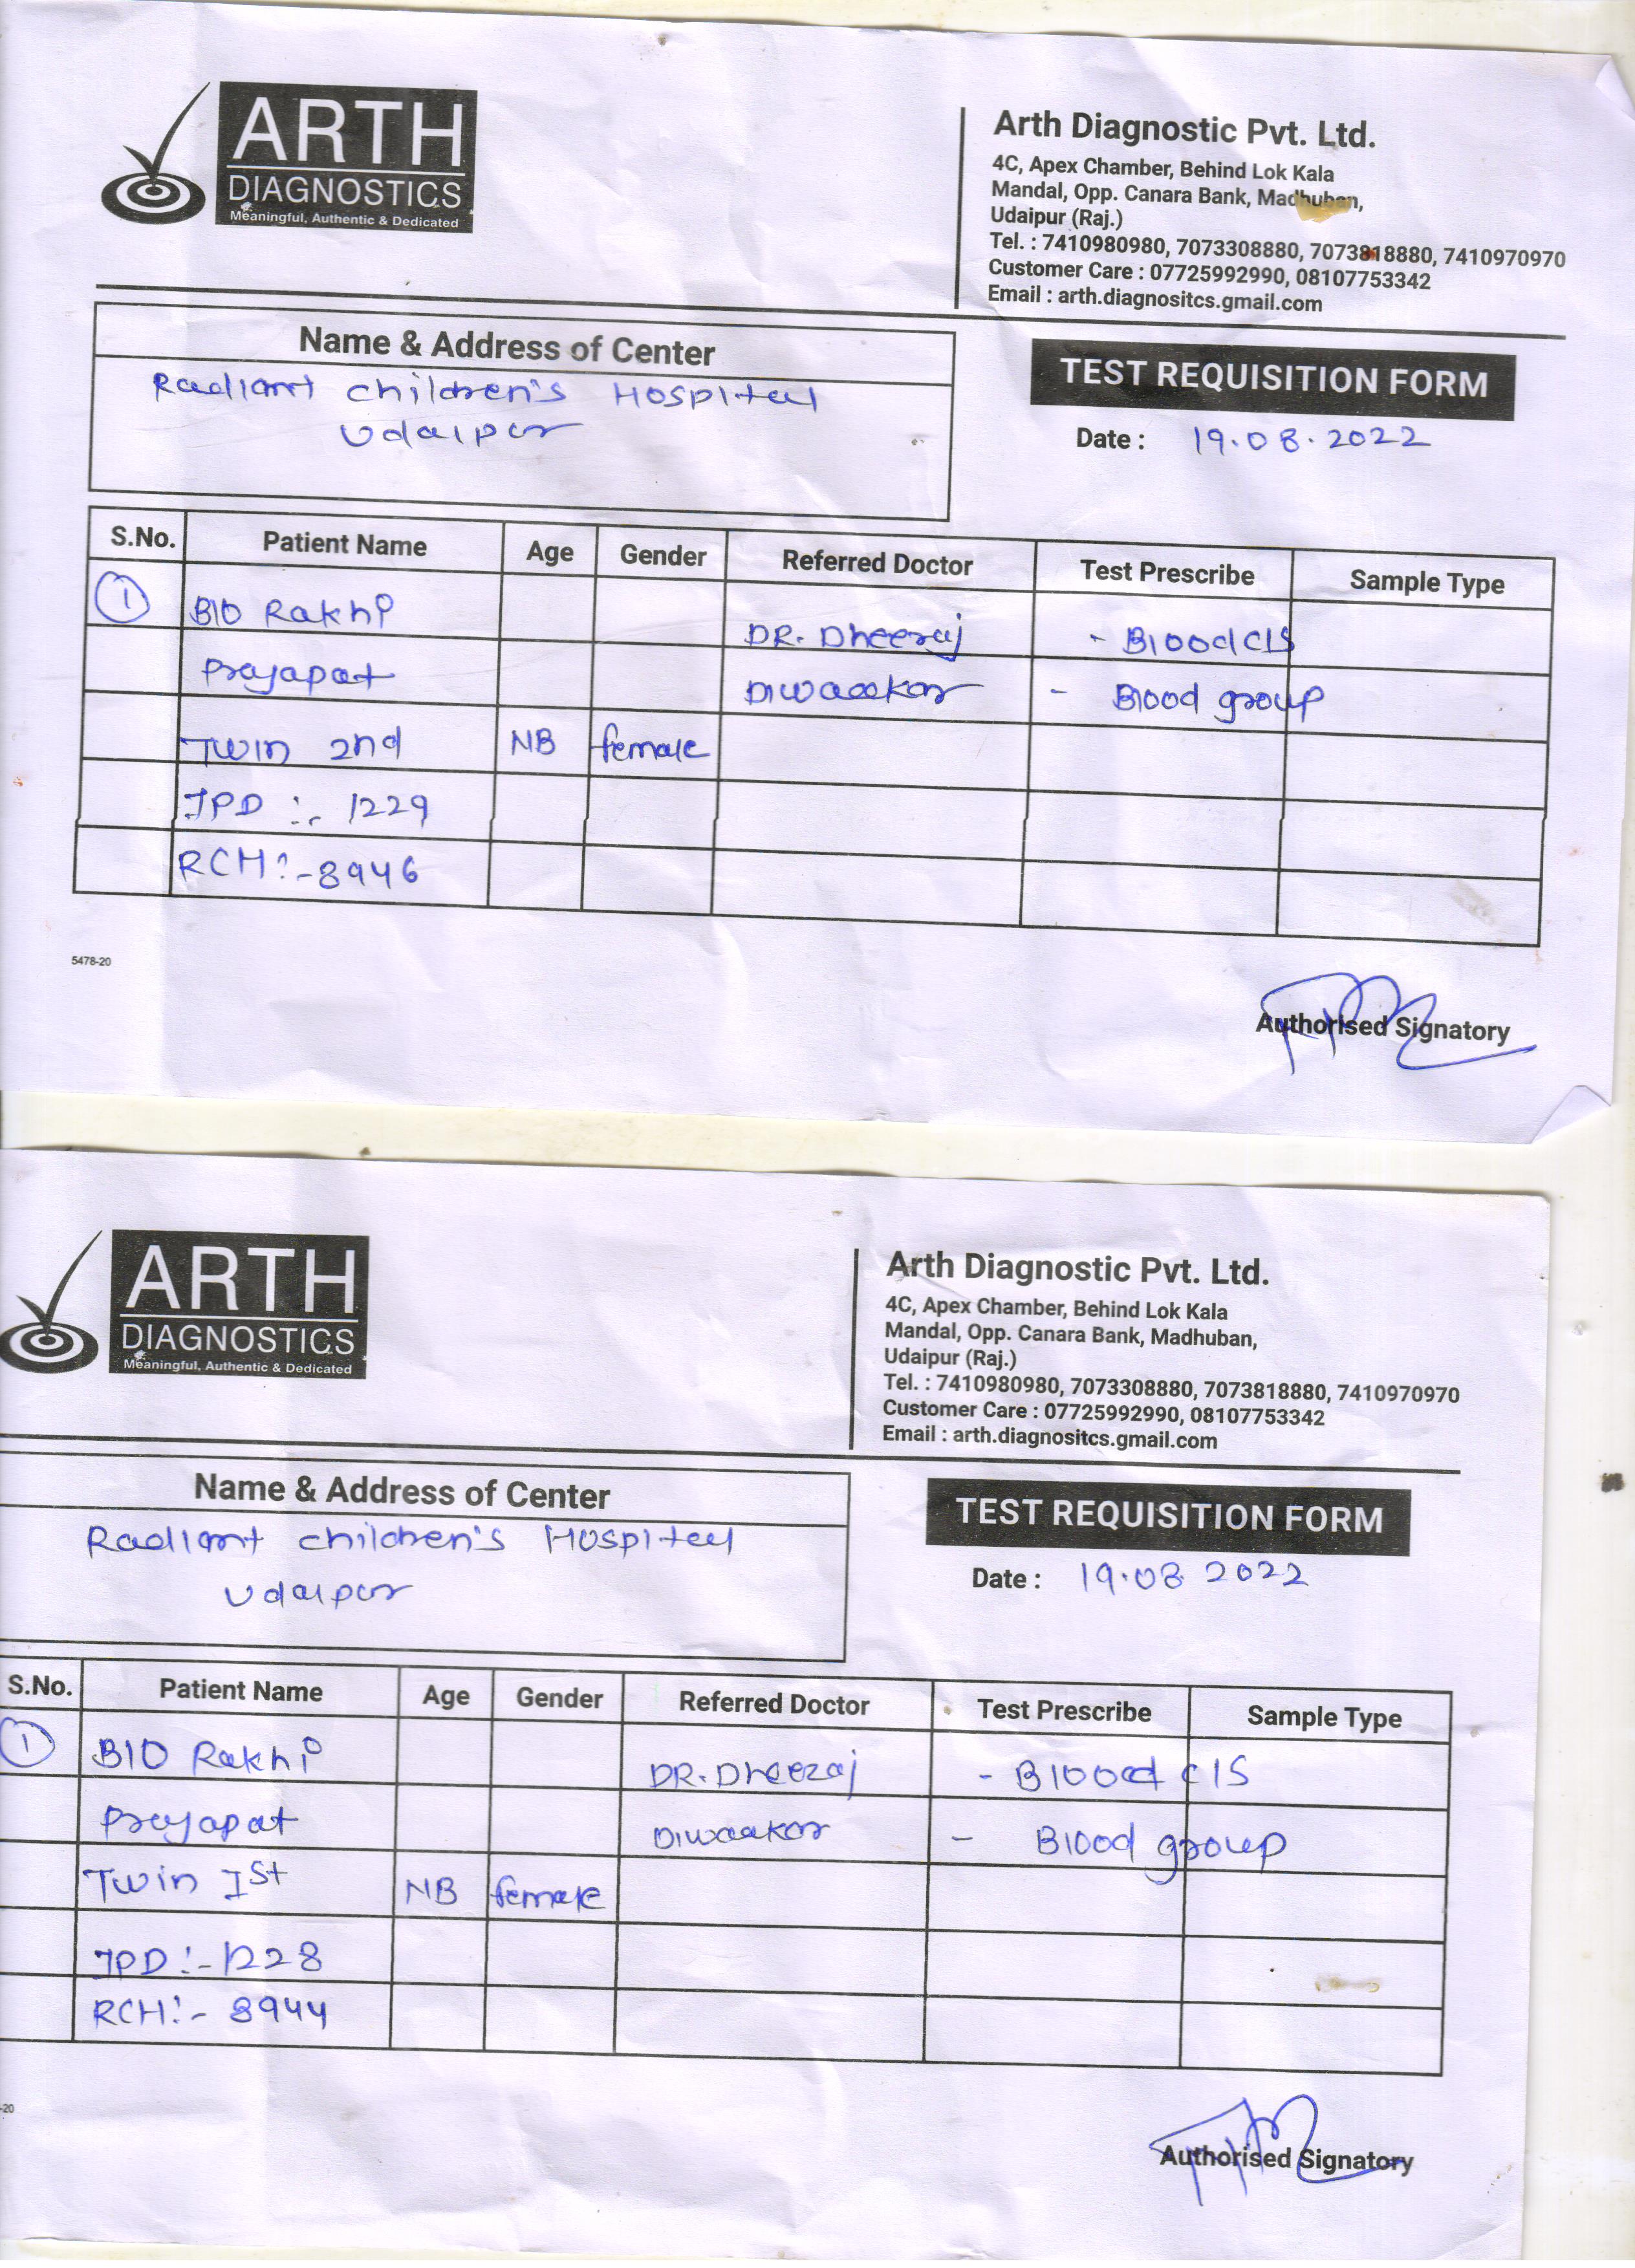 ARTH
DIAGNOSTICS
Meaningful, Authentic & Dedicated
Arth Diagnostic Pvt. Ltd.
4C, Apex Chamber, Behind Lok Kala
Mandal, Opp. Canara Bank, Madhuban,
Udaipur (Raj.)
Tel. : 7410980980, 7073308880, 7073818880, 7410970970
Customer Care : 07725992990, 08107753342
Email : arth.diagnositcs.gmail.com
Name & Address of Center
Radiant children's Hospital
Udaipur
TEST REQUISITION FORM
Date : 19.08.2022
S.No. Patient Name Age Gender Referred Doctor Test Prescribe Sample Type
1 B/O Rakhi DR. Dheeraj - Blood C/S
Prajapat Diwaakar - Blood group
Twin 2nd NB female
IPD :- 1229
RCH :- 8946
5478-20
Authorised Signatory
ARTH
DIAGNOSTICS
Meaningful, Authentic & Dedicated
Arth Diagnostic Pvt. Ltd.
4C, Apex Chamber, Behind Lok Kala
Mandal, Opp. Canara Bank, Madhuban,
Udaipur (Raj.)
Tel. : 7410980980, 7073308880, 7073818880, 7410970970
Customer Care : 07725992990, 08107753342
Email : arth.diagnositcs.gmail.com
Name & Address of Center
Radiant children's Hospital
Udaipur
TEST REQUISITION FORM
Date : 19.08 2022
S.No. Patient Name Age Gender Referred Doctor Test Prescribe Sample Type
1 B/O Rakhi DR. Dheeraj - Blood C/S
Prajapat Diwaakar - Blood group
Twin Ist NB female
IPD :- 1228
RCH :- 8944
-20
Authorised Signatory